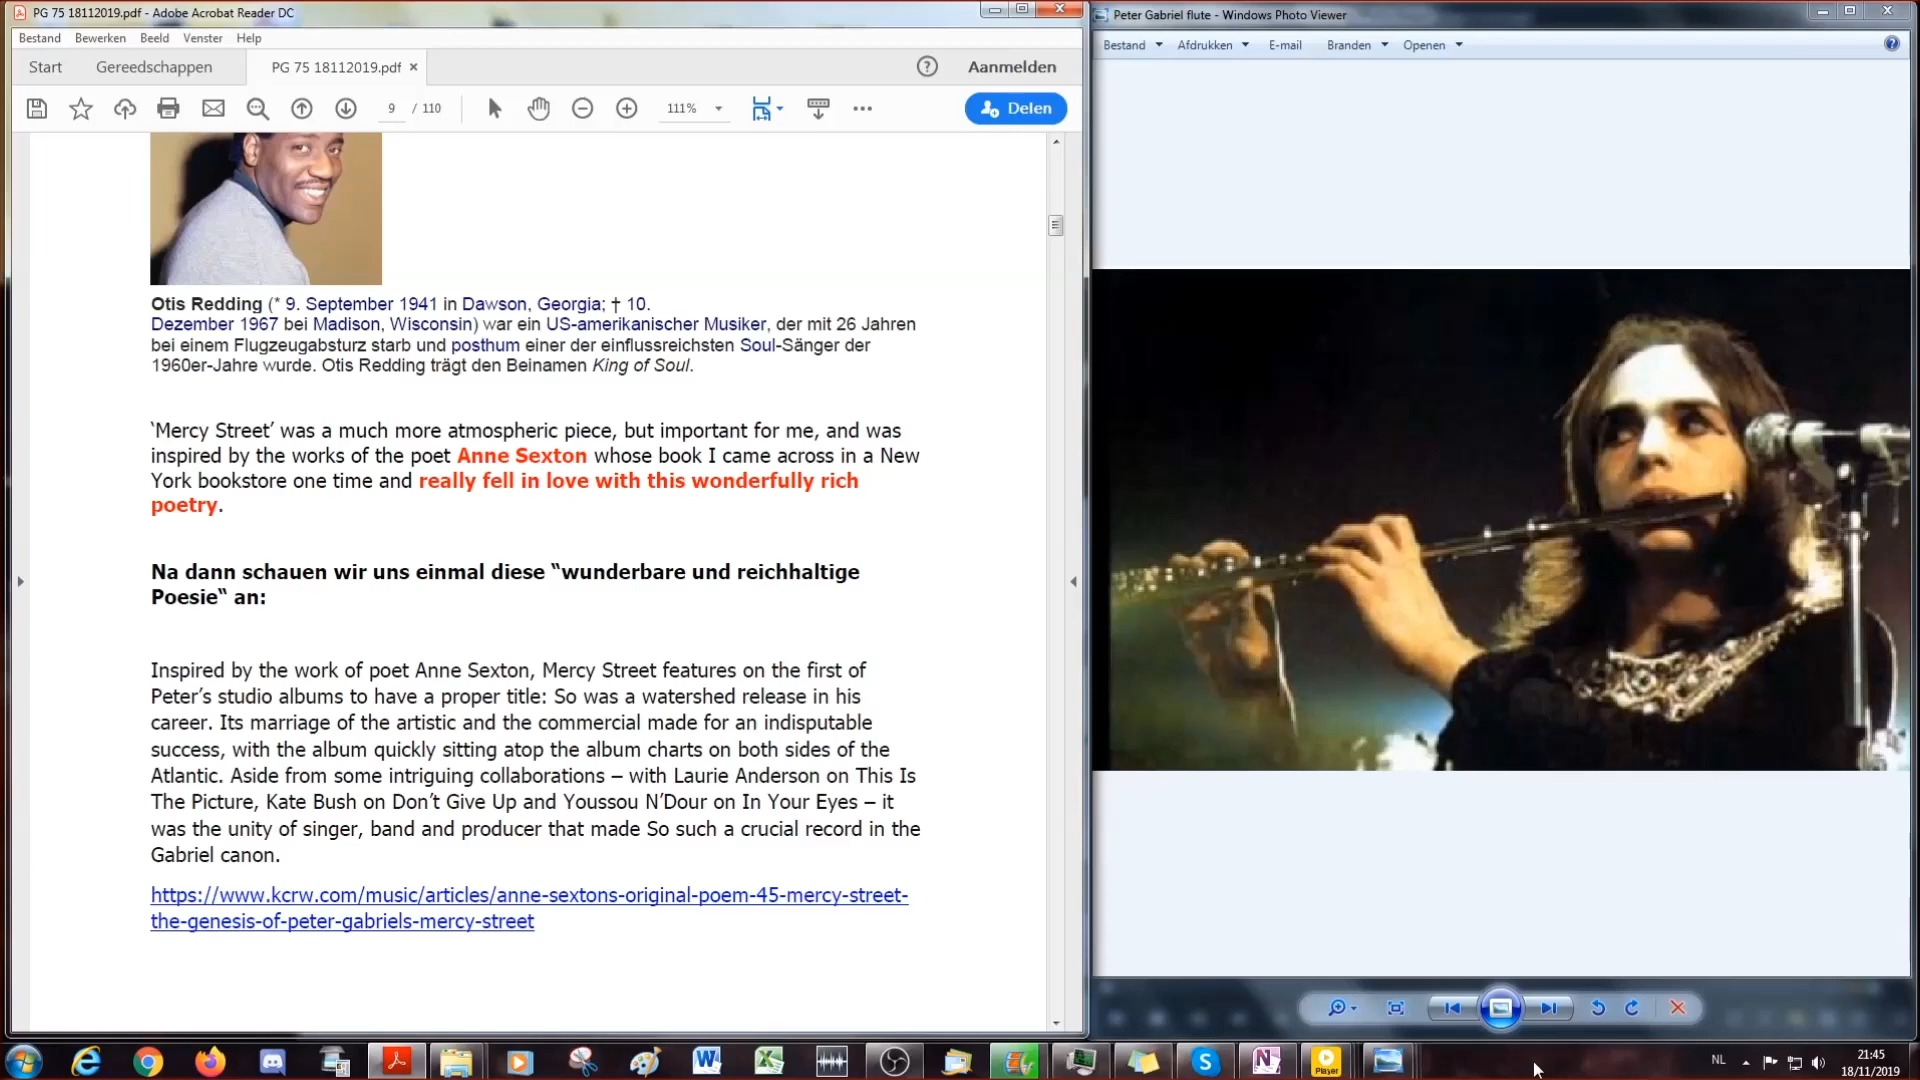 PG 75 18112019.pdf - Adobe Acrobat Reader DC
Bestand Bewerken Beeld Venster Help
Start Gereedschappen PG 75 18112019.pdf × Aanmelden
9 / 110 111% Delen
Otis Redding (* 9. September 1941 in Dawson, Georgia; † 10.
Dezember 1967 bei Madison, Wisconsin) war ein US-amerikanischer Musiker, der mit 26 Jahren
bei einem Flugzeugabsturz starb und posthum einer der einflussreichsten Soul-Sänger der
1960er-Jahre wurde. Otis Redding trägt den Beinamen King of Soul.
‘Mercy Street’ was a much more atmospheric piece, but important for me, and was
inspired by the works of the poet Anne Sexton whose book I came across in a New
York bookstore one time and really fell in love with this wonderfully rich
poetry.
Na dann schauen wir uns einmal diese “wunderbare und reichhaltige
Poesie“ an:
Inspired by the work of poet Anne Sexton, Mercy Street features on the first of
Peter’s studio albums to have a proper title: So was a watershed release in his
career. Its marriage of the artistic and the commercial made for an indisputable
success, with the album quickly sitting atop the album charts on both sides of the
Atlantic. Aside from some intriguing collaborations – with Laurie Anderson on This Is
The Picture, Kate Bush on Don’t Give Up and Youssou N’Dour on In Your Eyes – it
was the unity of singer, band and producer that made So such a crucial record in the
Gabriel canon.
https://www.kcrw.com/music/articles/anne-sextons-original-poem-45-mercy-street-
the-genesis-of-peter-gabriels-mercy-street
Peter Gabriel flute - Windows Photo Viewer
Bestand Afdrukken E-mail Branden Openen
Player
NL
21:45
18/11/2019